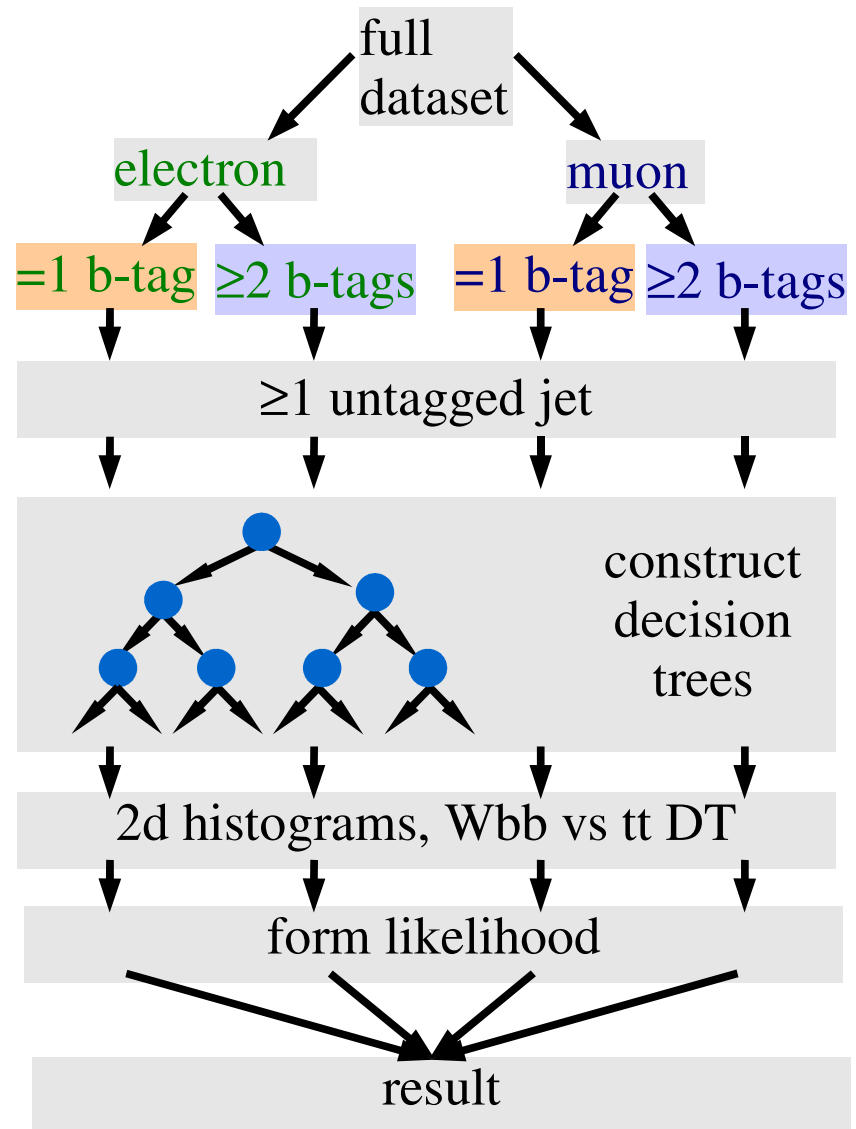 full
dataset
electron
muon
=1 b-tag
≥2 b-tags
=1 b-tag
≥2 b-tags
≥1 untagged jet
construct
decision
trees
2d histograms, Wbb vs tt DT
form likelihood
result